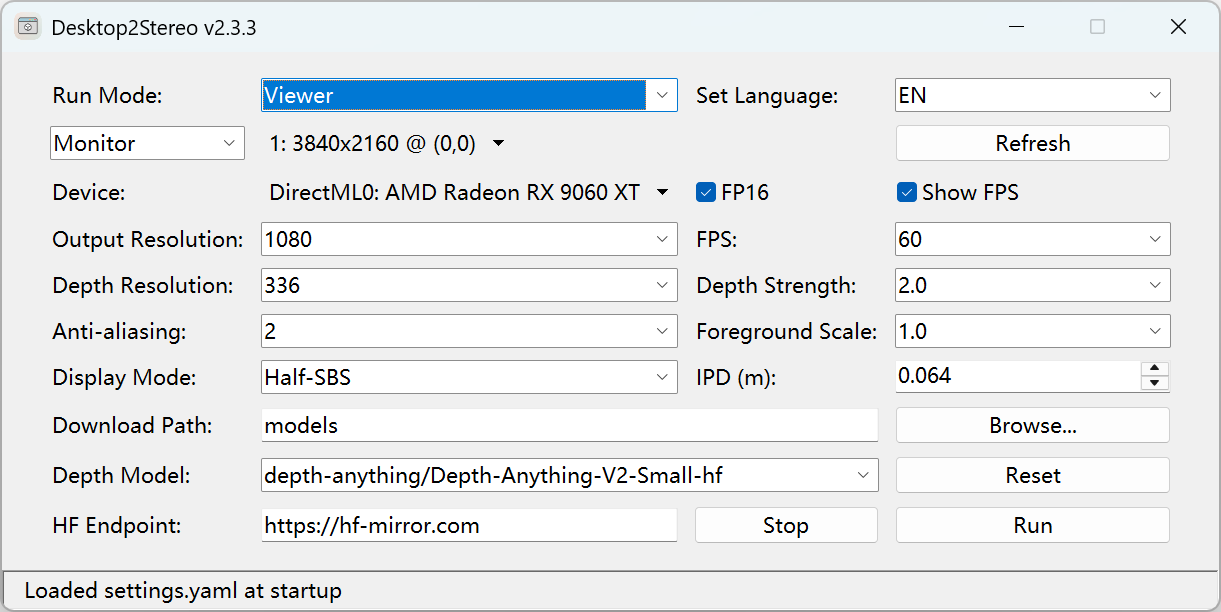 Desktop2Stereo v2.3.3
Run Mode: Viewer Set Language: EN
Monitor 1: 3840x2160 @ (0,0) Refresh
Device: DirectML0: AMD Radeon RX 9060 XT FP16 Show FPS
Output Resolution: 1080 FPS: 60
Depth Resolution: 336 Depth Strength: 2.0
Anti-aliasing: 2 Foreground Scale: 1.0
Display Mode: Half-SBS IPD (m): 0.064
Download Path: models Browse...
Depth Model: depth-anything/Depth-Anything-V2-Small-hf Reset
HF Endpoint: https://hf-mirror.com Stop Run
Loaded settings.yaml at startup